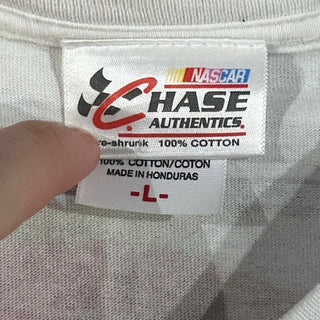 NASCAR
CHASE
AUTHENTICS.
re-shrunk 100% COTTON
100% COTTON/COTON
MADE IN HONDURAS
-L-